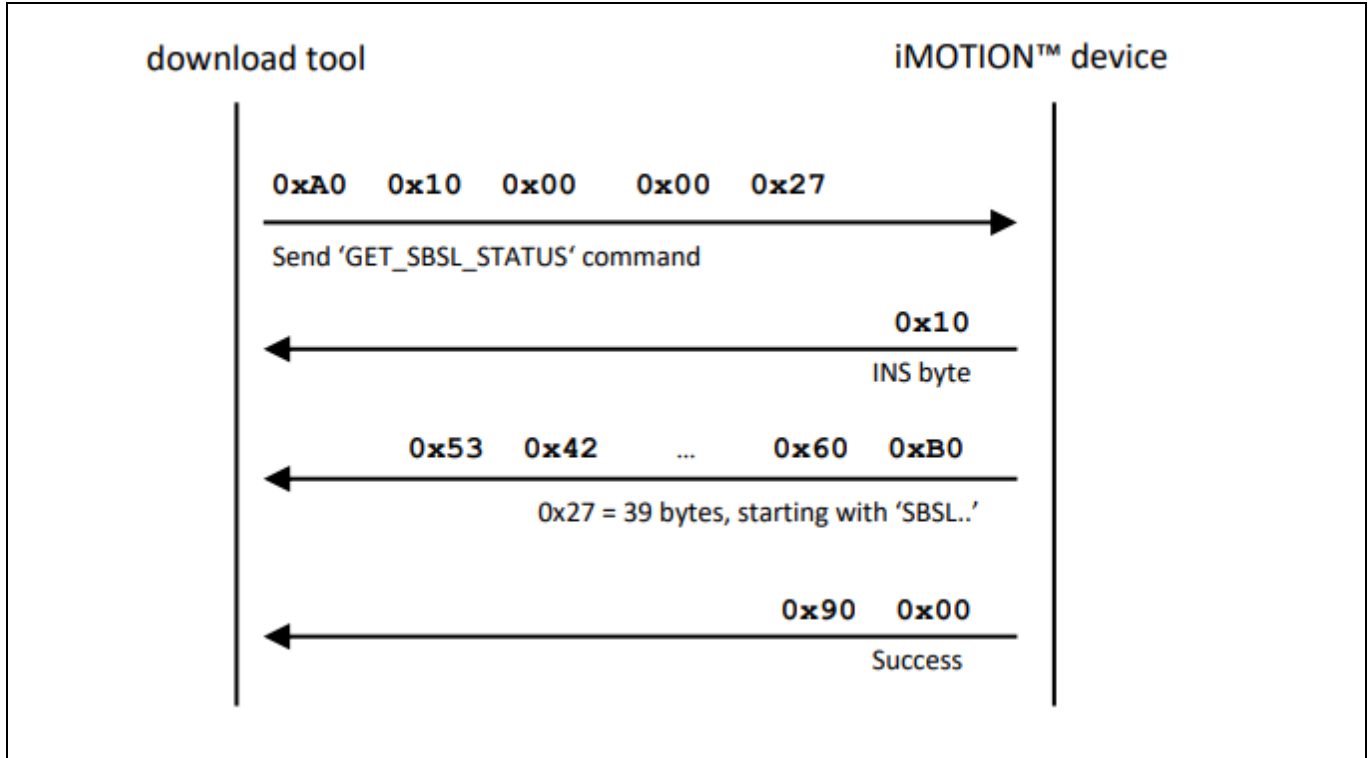 download tool iMOTION™ device
0xA0 0x10 0x00 0x00 0x27
Send ‘GET_SBSL_STATUS‘ command
0x10
INS byte
0x53 0x42 … 0x60 0xB0
0x27 = 39 bytes, starting with ‘SBSL..’
0x90 0x00
Success